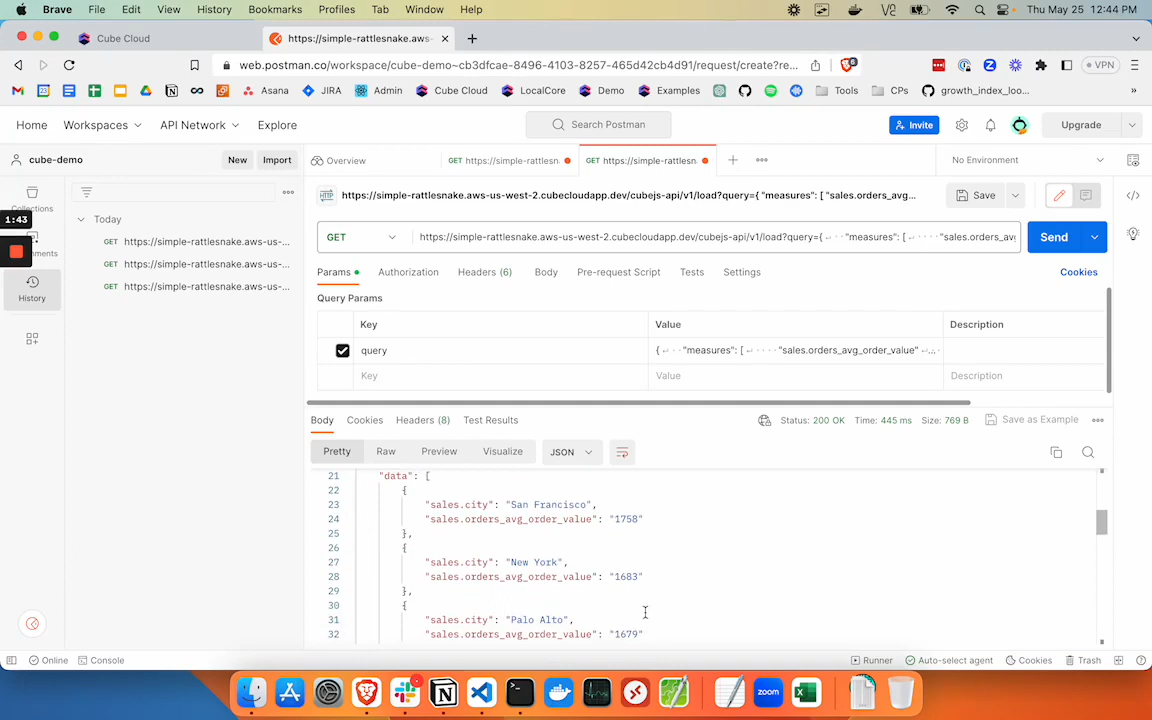 Brave File Edit View History Bookmarks Profiles Tab Window Help Thu May 25 12:44 PM
Cube Cloud https://simple-rattlesnake.aws-
web.postman.co/workspace/cube-demo~cb3dfcae-8496-4103-8257-465d42cb4d91/request/create?re... VPN
Asana JIRA Admin Cube Cloud LocalCore Demo Examples Tools CPs growth_index_loo... »
Home Workspaces API Network Explore Search Postman Invite Upgrade
cube-demo New Import Overview GET https://simple-rattlesn. GET https://simple-rattlesn. No Environment
Collections
Today
https://simple-rattlesnake.aws-us-west-2.cubecloudapp.dev/cubejs-api/v1/load?query={ "measures": [ "sales.orders_avg... Save
1:43
GET https://simple-rattlesnake.aws-us-...
GET https://simple-rattlesnake.aws-us-...
GET https://simple-rattlesnake.aws-us-...
History
GET https://simple-rattlesnake.aws-us-west-2.cubecloudapp.dev/cubejs-api/v1/load?query={ "measures": [ "sales.orders_avg Send
Params Authorization Headers (6) Body Pre-request Script Tests Settings Cookies
Query Params
Key Value Description
query { "measures": [ "sales.orders_avg_order_value" ...
Key Value Description
Body Cookies Headers (8) Test Results Status: 200 OK Time: 445 ms Size: 769 B Save as Example
Pretty Raw Preview Visualize JSON
21 "data": [
22 {
23 "sales.city": "San Francisco",
24 "sales.orders_avg_order_value": "1758"
25 },
26 {
27 "sales.city": "New York",
28 "sales.orders_avg_order_value": "1683"
29 },
30 {
31 "sales.city": "Palo Alto",
32 "sales.orders_avg_order_value": "1679"
Online Console Runner Auto-select agent Cookies Trash
zoom